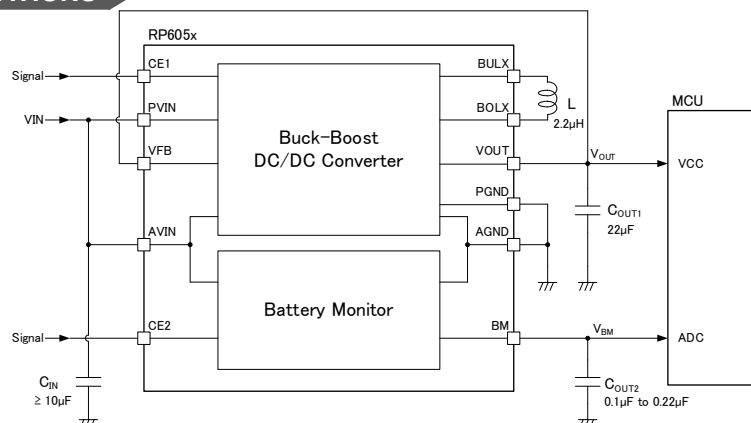 RP605x
Signal
CE1
BULX
L
2.2µH
MCU
VIN
PVIN
BOLX
Buck-Boost
DC/DC Converter
VFB
VOUT
VOUT
VCC
PGND
COUT1
22µF
AVIN
AGND
Battery Monitor
Signal
CE2
BM
VBM
ADC
CIN
≥ 10µF
COUT2
0.1µF to 0.22µF